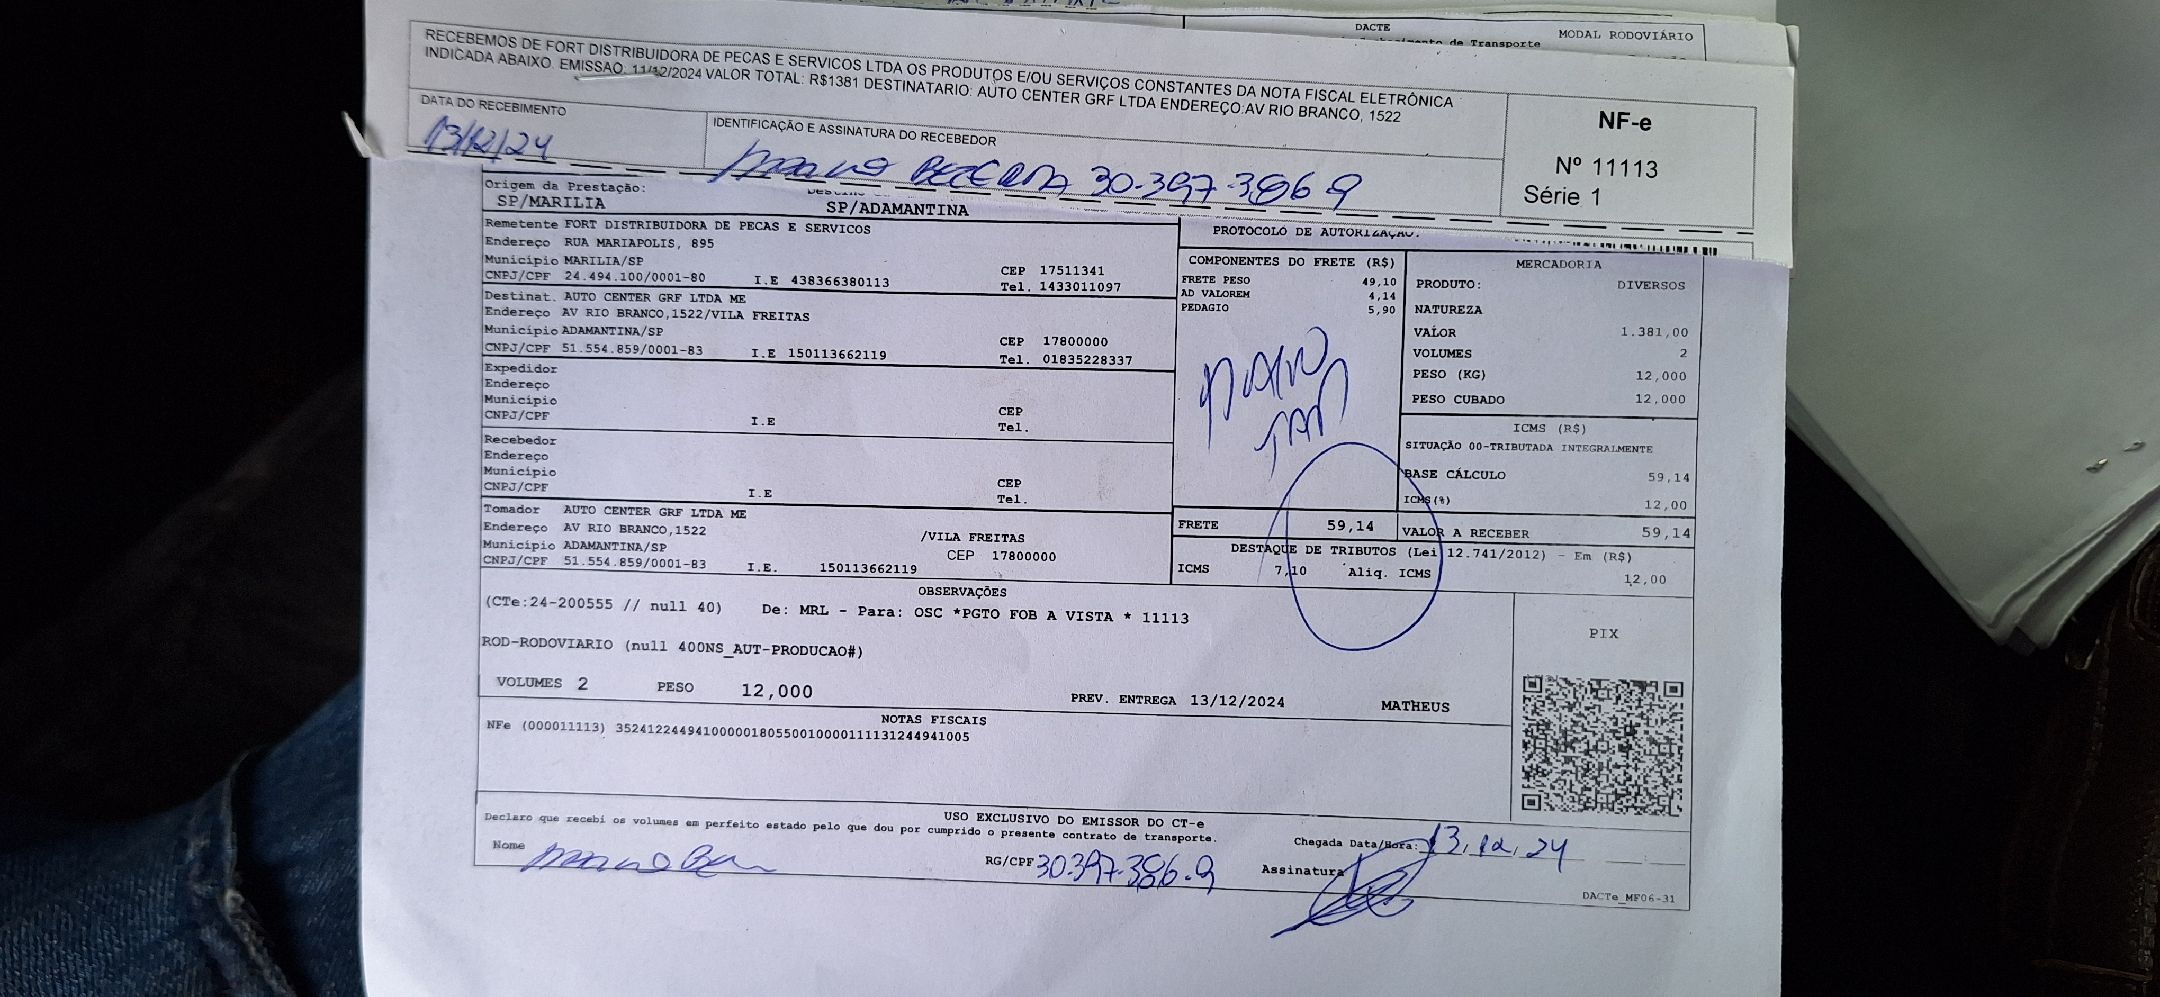 DACTE
MODAL RODOVIÁRIO
de Transporte
RECEBEMOS DE FORT DISTRIBUIDORA DE PECAS E SERVICOS LTDA OS PRODUTOS E/OU SERVIÇOS CONSTANTES DA NOTA FISCAL ELETRÔNICA
INDICADA ABAIXO. EMISSAO: 11/12/2024 VALOR TOTAL: R$1381 DESTINATARIO: AUTO CENTER GRF LTDA ENDEREÇO:AV RIO BRANCO, 1522
DATA DO RECEBIMENTO
13/12/24
IDENTIFICAÇÃO E ASSINATURA DO RECEBEDOR
BEZERRA 30.397.386 9
NF-e
Nº 11113
Série 1
Origem da Prestação:
SP/MARILIA
SP/ADAMANTINA
PROTOCOLO DE AUTORIZAÇÃO:
Remetente FORT DISTRIBUIDORA DE PECAS E SERVICOS
Endereço RUA MARIAPOLIS, 895
Município MARILIA/SP
CEP 17511341
CNPJ/CPF 24.494.100/0001-80 I.E 438366380113 Tel. 1433011097
Destinat. AUTO CENTER GRF LTDA ME
Endereço AV RIO BRANCO,1522/VILA FREITAS
Município ADAMANTINA/SP
CEP 17800000
CNPJ/CPF 51.554.859/0001-83 I.E 150113662119 Tel. 01835228337
Expedidor
Endereço
Município
CEP
CNPJ/CPF I.E Tel.
Recebedor
Endereço
Município
CEP
CNPJ/CPF I.E Tel.
Tomador AUTO CENTER GRF LTDA ME
Endereço AV RIO BRANCO,1522 /VILA FREITAS
Município ADAMANTINA/SP CEP 17800000
CNPJ/CPF 51.554.859/0001-83 I.E. 150113662119
COMPONENTES DO FRETE (R$)
FRETE PESO 49,10
AD VALOREM 4,14
PEDAGIO 5,90
MERCADORIA
PRODUTO: DIVERSOS
NATUREZA
VALOR 1.381,00
VOLUMES 2
PESO (KG) 12,000
PESO CUBADO 12,000
ICMS (R$)
SITUAÇÃO 00-TRIBUTADA INTEGRALMENTE
BASE CÁLCULO 59,14
ICMS(%) 12,00
FRETE 59,14
VALOR A RECEBER 59,14
DESTAQUE DE TRIBUTOS (Lei 12.741/2012) - Em (R$)
ICMS 7,10 Aliq. ICMS 12,00
OBSERVAÇÕES
(CTe:24-200555 // null 40) De: MRL - Para: OSC *PGTO FOB A VISTA * 11113
ROD-RODOVIARIO (null 400NS_AUT-PRODUCAO#)
VOLUMES 2 PESO 12,000 PREV. ENTREGA 13/12/2024 MATHEUS
PIX
NOTAS FISCAIS
NFe (000011113) 35241224494100000180550010000111131244941005
USO EXCLUSIVO DO EMISSOR DO CT-e
Declaro que recebi os volumes em perfeito estado pelo que dou por cumprido o presente contrato de transporte.
Chegada Data/Hora: 13.12.24
Nome
RG/CPF 30.397.386.9
Assinatura
DACTe_MF06-31